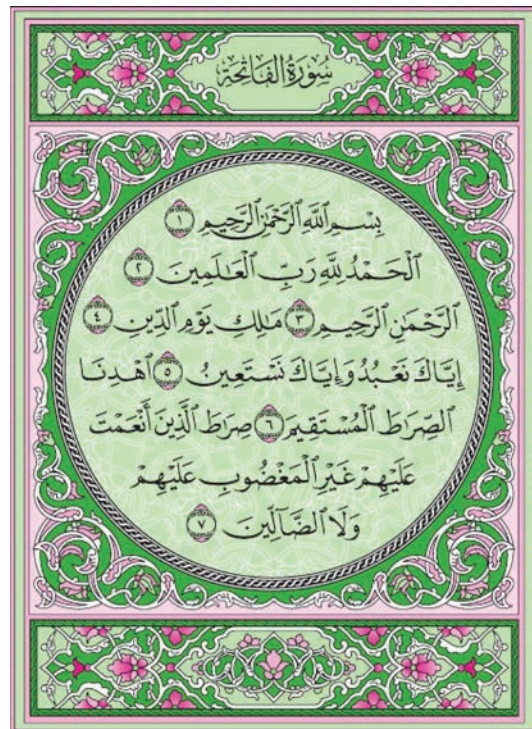 سُورَةُ الفَاتِحَةِ
بِسْمِ ٱللَّهِ ٱلرَّحْمَٰنِ ٱلرَّحِيمِ ١
ٱلْحَمْدُ لِلَّهِ رَبِّ ٱلْعَٰلَمِينَ ٢
ٱلرَّحْمَٰنِ ٱلرَّحِيمِ ٣ مَٰلِكِ يَوْمِ ٱلدِّينِ ٤
إِيَّاكَ نَعْبُدُ وَإِيَّاكَ نَسْتَعِينُ ٥ ٱهْدِنَا
ٱلصِّرَٰطَ ٱلْمُسْتَقِيمَ ٦ صِرَٰطَ ٱلَّذِينَ أَنْعَمْتَ
عَلَيْهِمْ غَيْرِ ٱلْمَغْضُوبِ عَلَيْهِمْ
وَلَا ٱلضَّآلِّينَ ٧